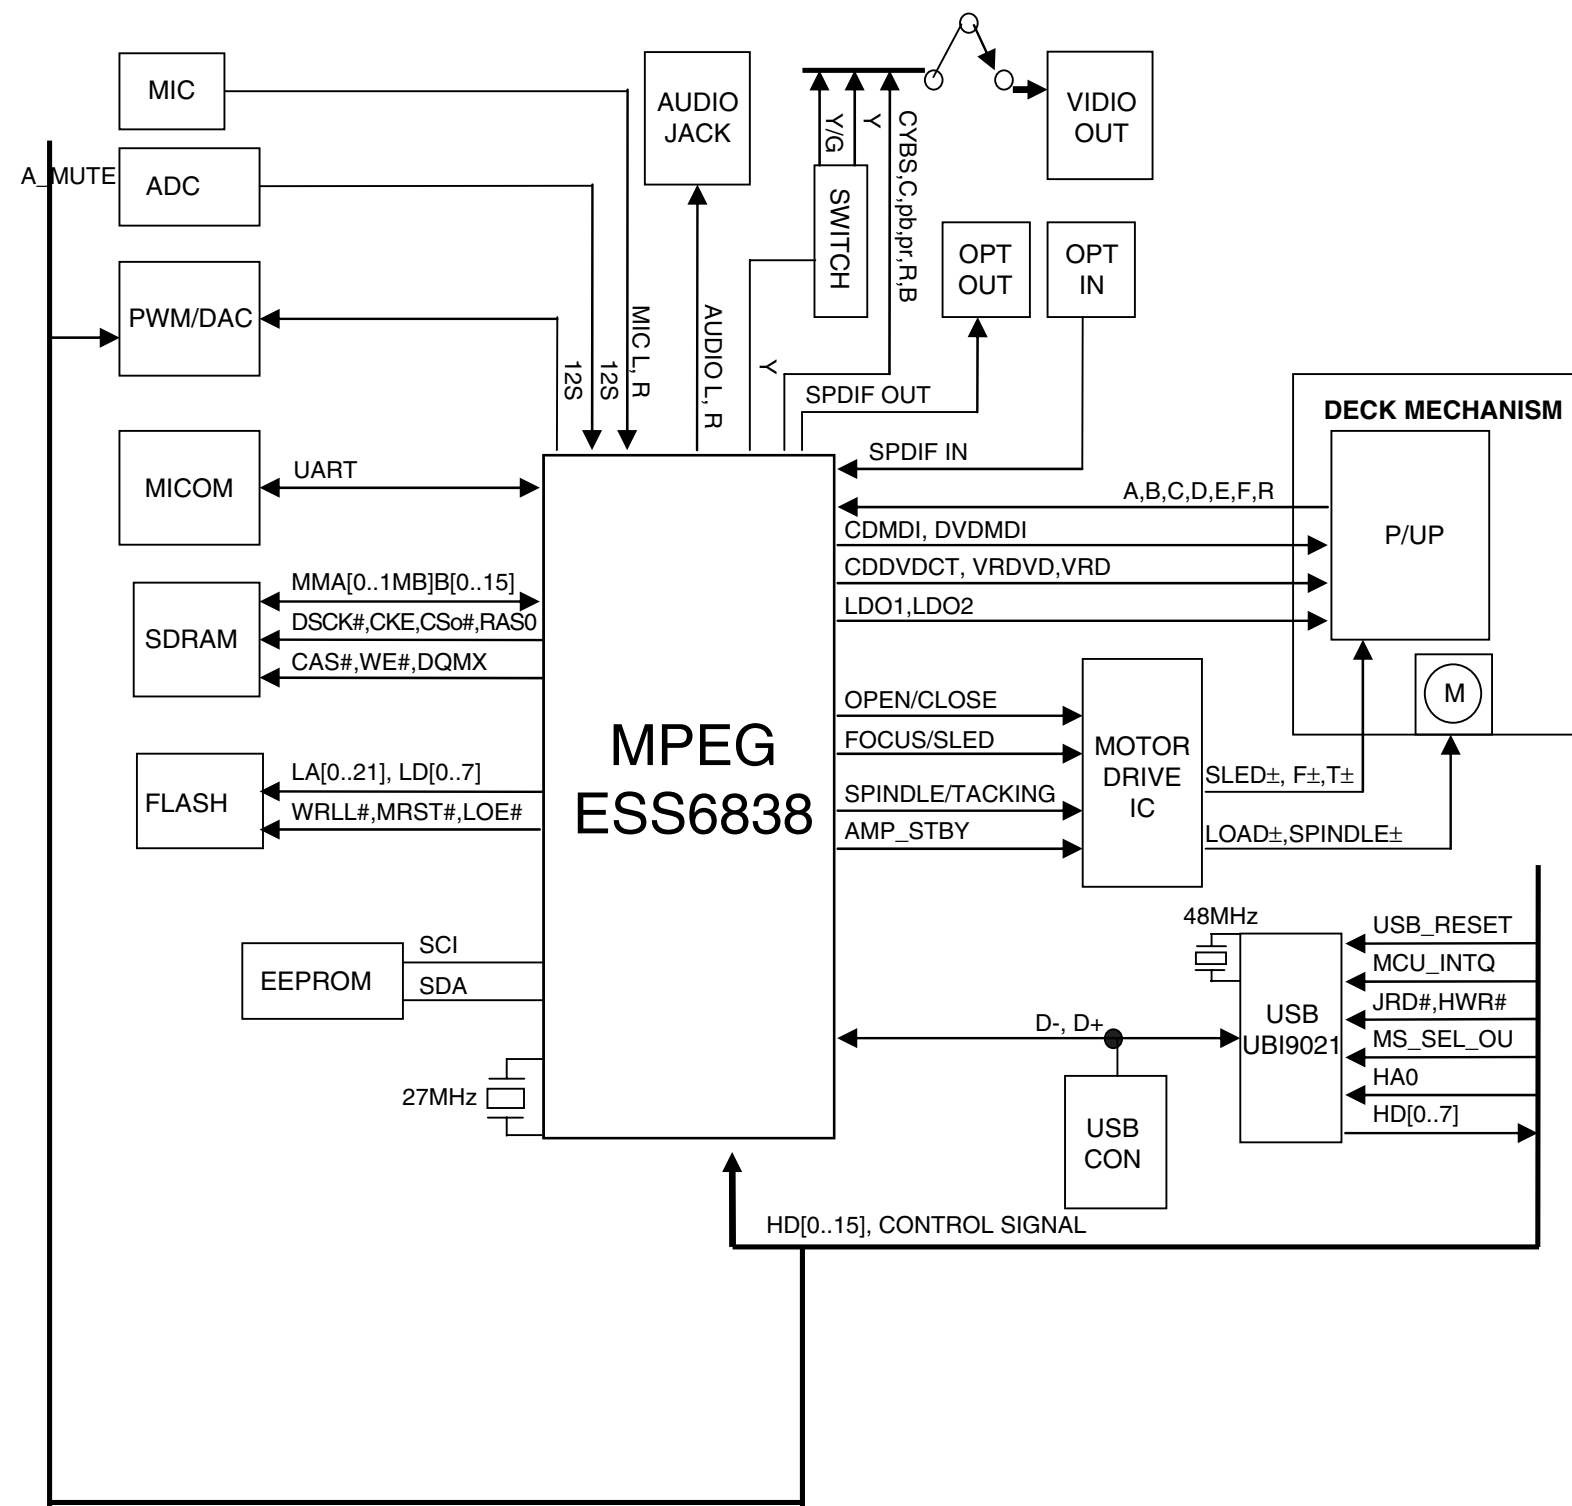 MIC
A_MUTE
ADC
PWM/DAC
MICOM
SDRAM
FLASH
EEPROM
AUDIO
JACK
Y/G
Y
CYBS,C,pb,pr,R,B
SWITCH
VIDIO
OUT
OPT
OUT
OPT
IN
12S
12S
MIC L, R
AUDIO L, R
Y
SPDIF OUT
SPDIF IN
UART
MMA[0..1MB]B[0..15]
DSCK#,CKE,CSo#,RAS0
CAS#,WE#,DQMX
LA[0..21], LD[0..7]
WRLL#,MRST#,LOE#
SCI
SDA
27MHz
MPEG
ESS6838
DECK MECHANISM
A,B,C,D,E,F,R
CDMDI, DVDMDI
CDDVDCT, VRDVD,VRD
LDO1,LDO2
P/UP
M
OPEN/CLOSE
FOCUS/SLED
SPINDLE/TACKING
AMP_STBY
MOTOR
DRIVE
IC
SLED±, F±,T±
LOAD±,SPINDLE±
48MHz
USB
UBI9021
USB_RESET
MCU_INTQ
JRD#,HWR#
MS_SEL_OU
HA0
HD[0..7]
D-, D+
USB
CON
HD[0..15], CONTROL SIGNAL